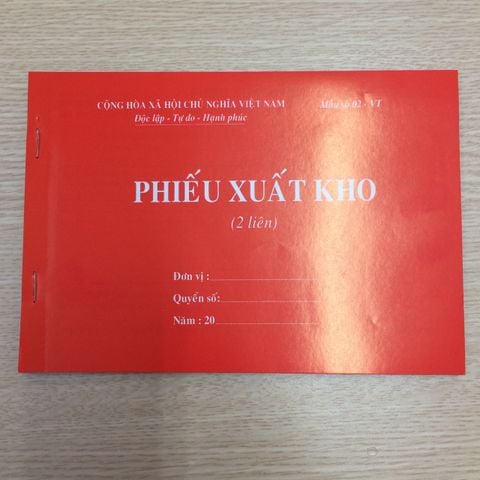 CỘNG HÒA XÃ HỘI CHỦ NGHĨA VIỆT NAM Mẫu số 02 - VT
Độc lập - Tự do - Hạnh phúc
PHIẾU XUẤT KHO
(2 liên)
Đơn vị :
Quyển số:
Năm : 20